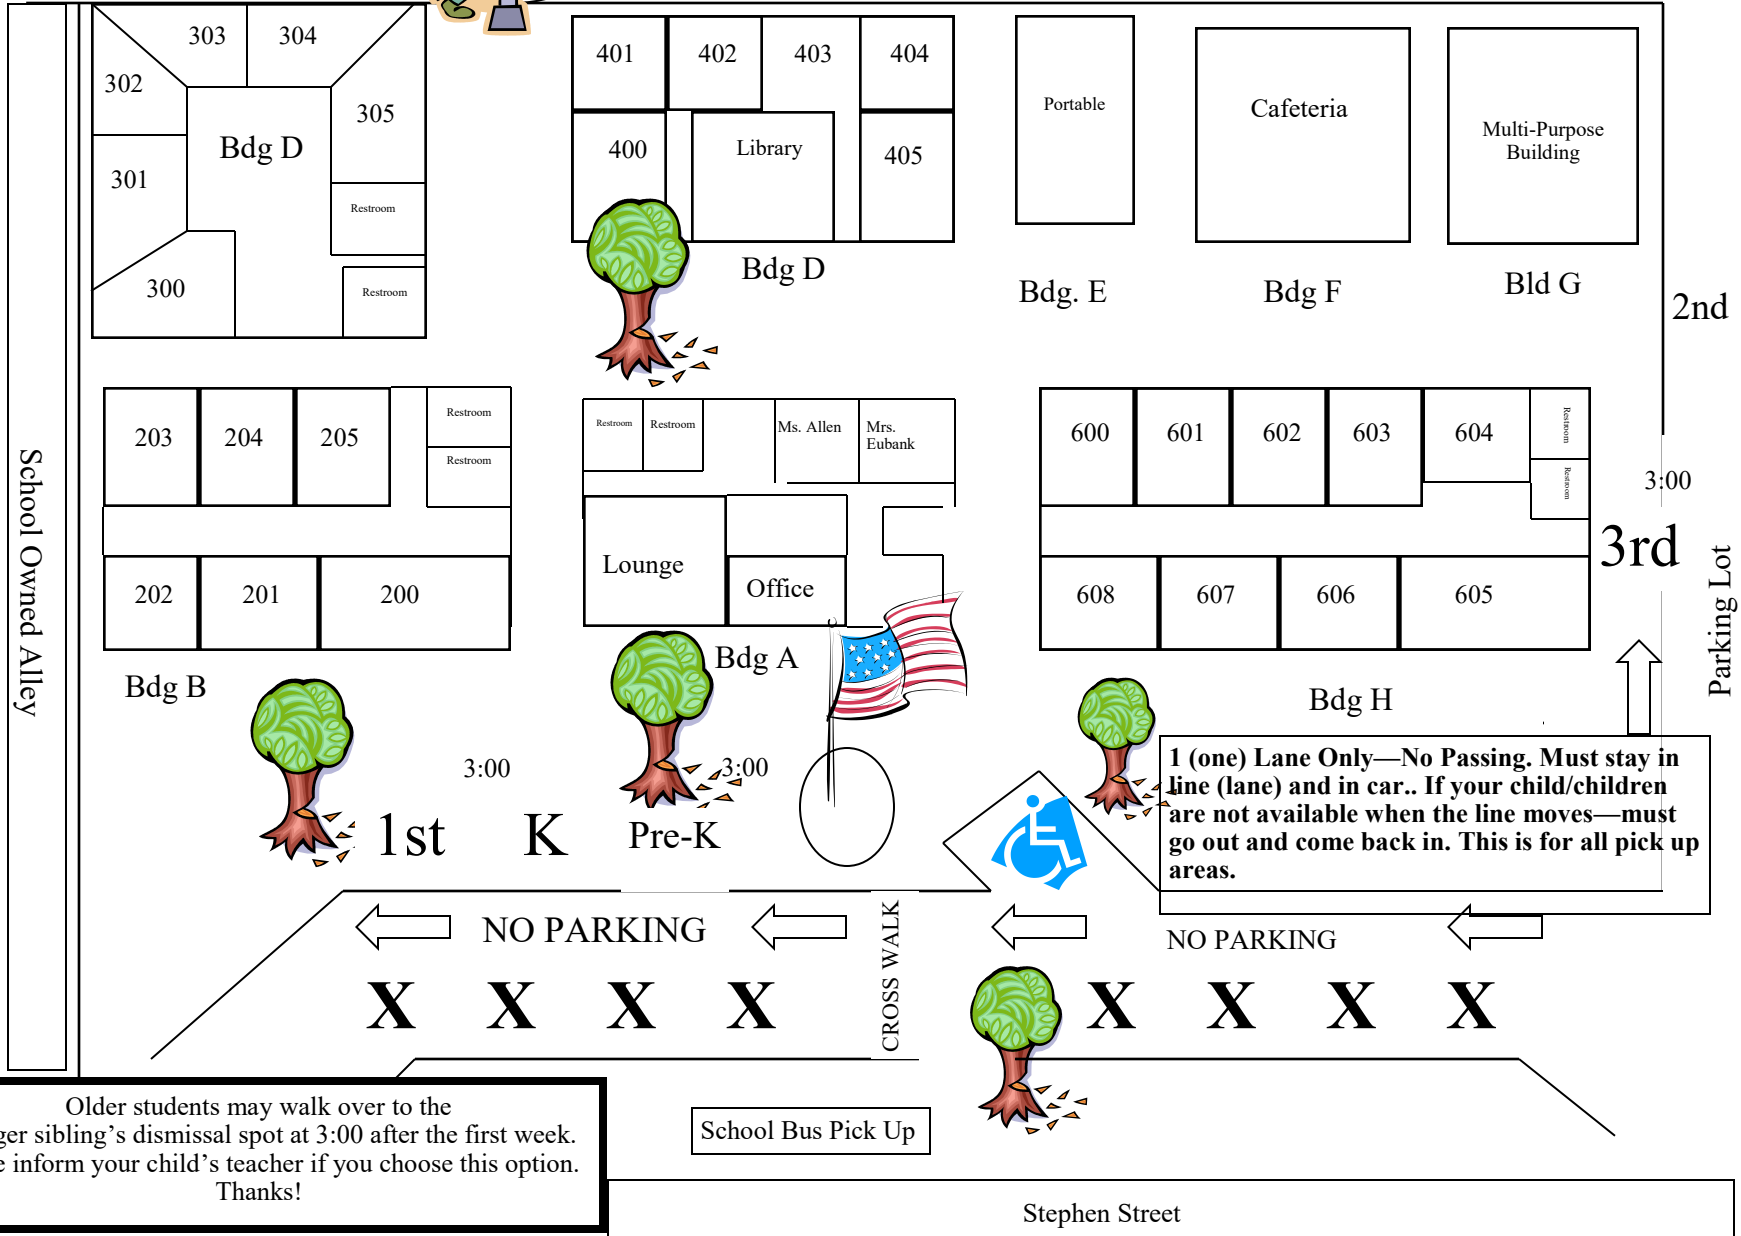 303
304
302
305
Bdg D
301
Restroom
300
Restroom
401
402
403
404
400
Library
405
Bdg D
Portable
Bdg. E
Cafeteria
Bdg F
Multi-Purpose
Building
Bld G
2nd
School Owned Alley
203
204
205
Restroom
Restroom
202
201
200
Bdg B
Restroom
Restroom
Ms. Allen
Mrs.
Eubank
Lounge
Office
Bdg A
600
601
602
603
604
Restroom
Restroom
608
607
606
605
Bdg H
3:00
3rd
Parking Lot
3:00
3:00
1st
K
Pre-K
1 (one) Lane Only—No Passing. Must stay in
line (lane) and in car.. If your child/children
are not available when the line moves—must
go out and come back in. This is for all pick up
areas.
NO PARKING
CROSS WALK
NO PARKING
X X X X X X X X
Older students may walk over to the
ger sibling’s dismissal spot at 3:00 after the first week.
e inform your child’s teacher if you choose this option.
Thanks!
School Bus Pick Up
Stephen Street